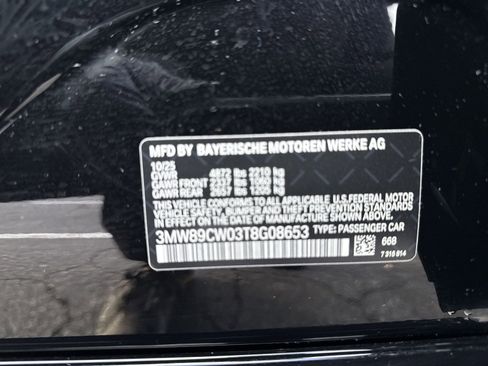 MFD BY BAYERISCHE MOTOREN WERKE AG
10/25
GVWR 4872 lbs 2210 kg
GAWR FRONT
GAWR REAR
THIS VEHICLE CONFORMS TO ALL APPLICABLE U.S.FEDERAL MOTOR
VEHICLE SAFETY, BUMPER, AND THEFT PREVENTION STANDARDS
IN EFFECT ON THE DATE OF MANUFACTURE SHOWN ABOVE.
3MW89CW03T8G08653 TYPE: PASSENGER CAR
668
7 316 614